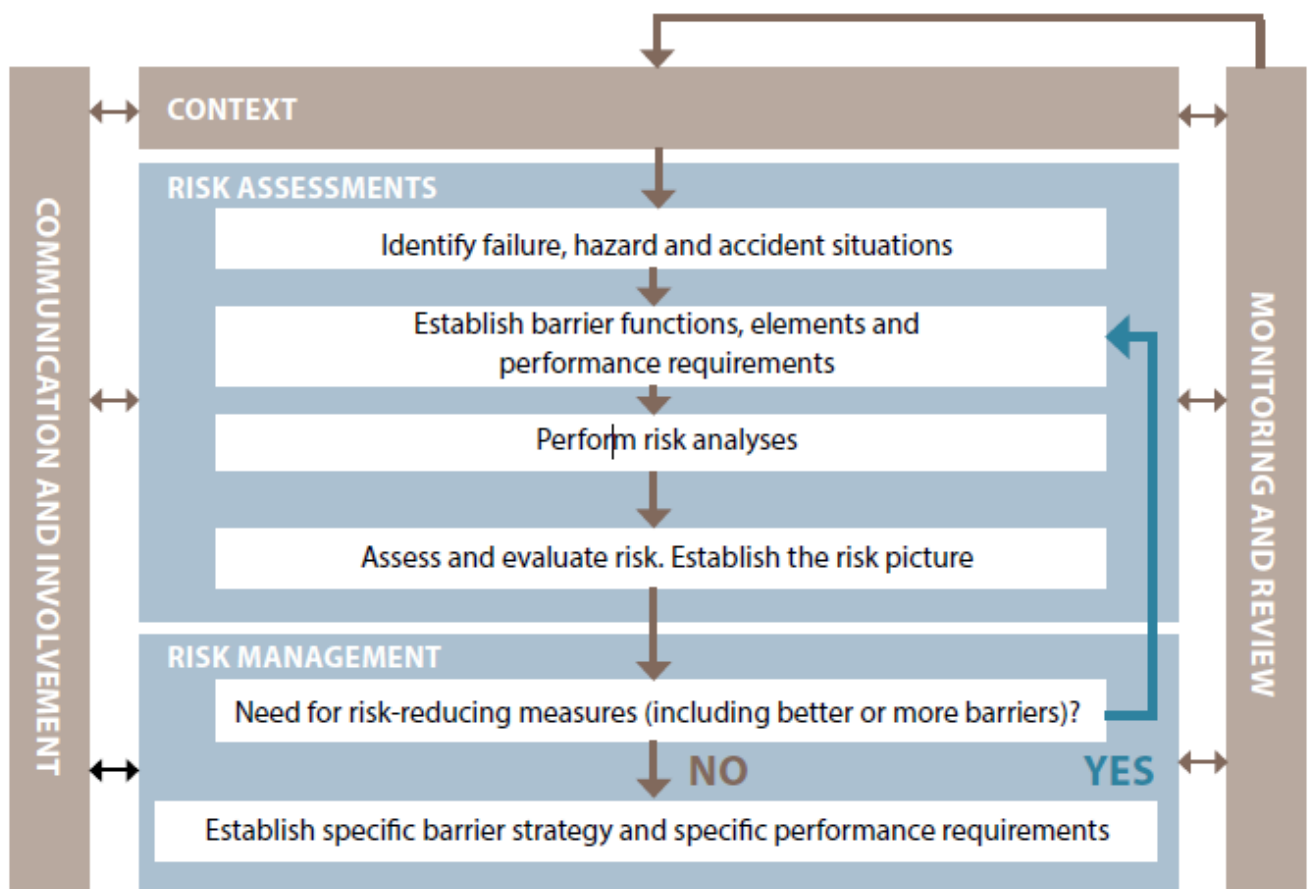 CONTEXT
RISK ASSESSMENTS
Identify failure, hazard and accident situations
Establish barrier functions, elements and
performance requirements
Perform risk analyses
Assess and evaluate risk. Establish the risk picture
RISK MANAGEMENT
Need for risk-reducing measures (including better or more barriers)?
NO
YES
Establish specific barrier strategy and specific performance requirements
COMMUNICATION AND INVOLVEMENT
MONITORING AND REVIEW